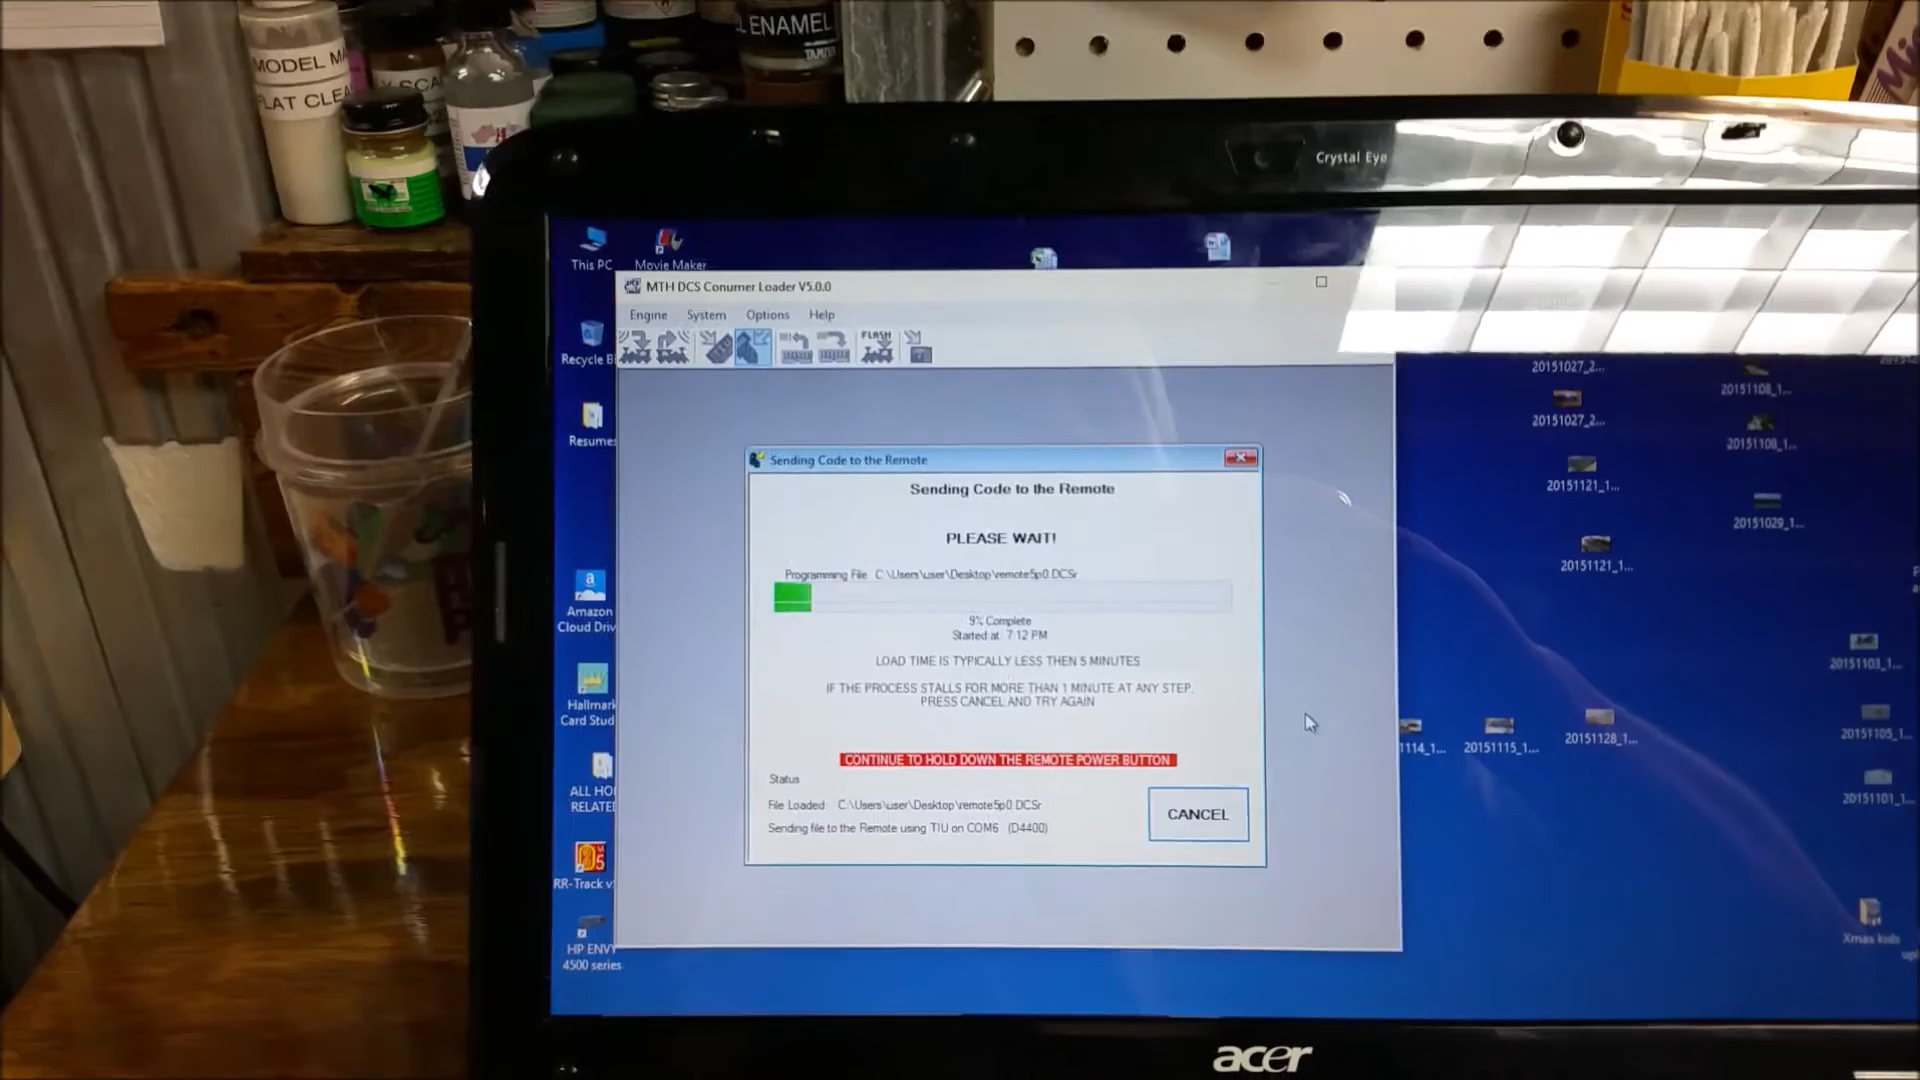 MODEL MA
FLAT CLEA
X SCA
L ENAMEL
TAMIYA
Crystal Eye
This PC
Movie Maker
MTH DCS Conumer Loader V5.0.0
Engine System Options Help
FLASH
Recycle B
Resumes
Amazon
Cloud Driv
Hallmark
Card Stud
ALL HO
RELATE
RR-Track v
HP ENVY
4500 series
Sending Code to the Remote
Sending Code to the Remote
PLEASE WAIT!
Programming File C:\Users\user\Desktop\remote5p0.DCSr
9% Complete
Started at 7:12 PM
LOAD TIME IS TYPICALLY LESS THEN 5 MINUTES
IF THE PROCESS STALLS FOR MORE THAN 1 MINUTE AT ANY STEP.
PRESS CANCEL AND TRY AGAIN
CONTINUE TO HOLD DOWN THE REMOTE POWER BUTTON
Status
File Loaded C:\Users\user\Desktop\remote5p0.DCSr
Sending file to the Remote using TIU on COM6 (D4400)
CANCEL
20151027_2...
20151027_2...
20151121_1...
20151121_1...
20151108_1...
20151108_1...
20151029_1...
1114_1...
20151115_1...
20151128_1...
20151103_1...
20151105_1...
20151101_1...
Xmas kids
acer